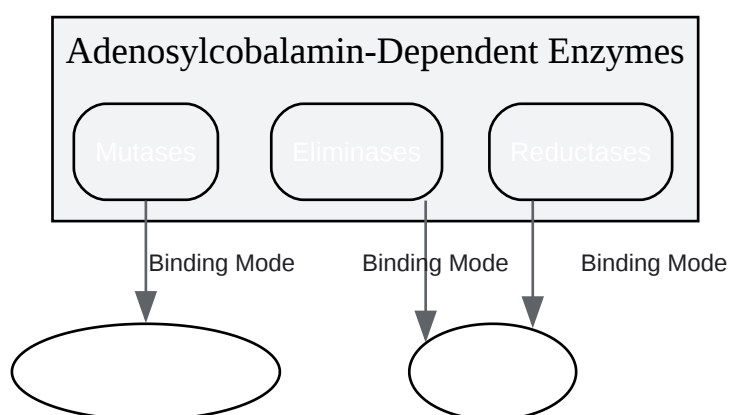 Adenosylcobalamin-Dependent Enzymes
Mutases Eliminases Reductases
Binding Mode Binding Mode Binding Mode